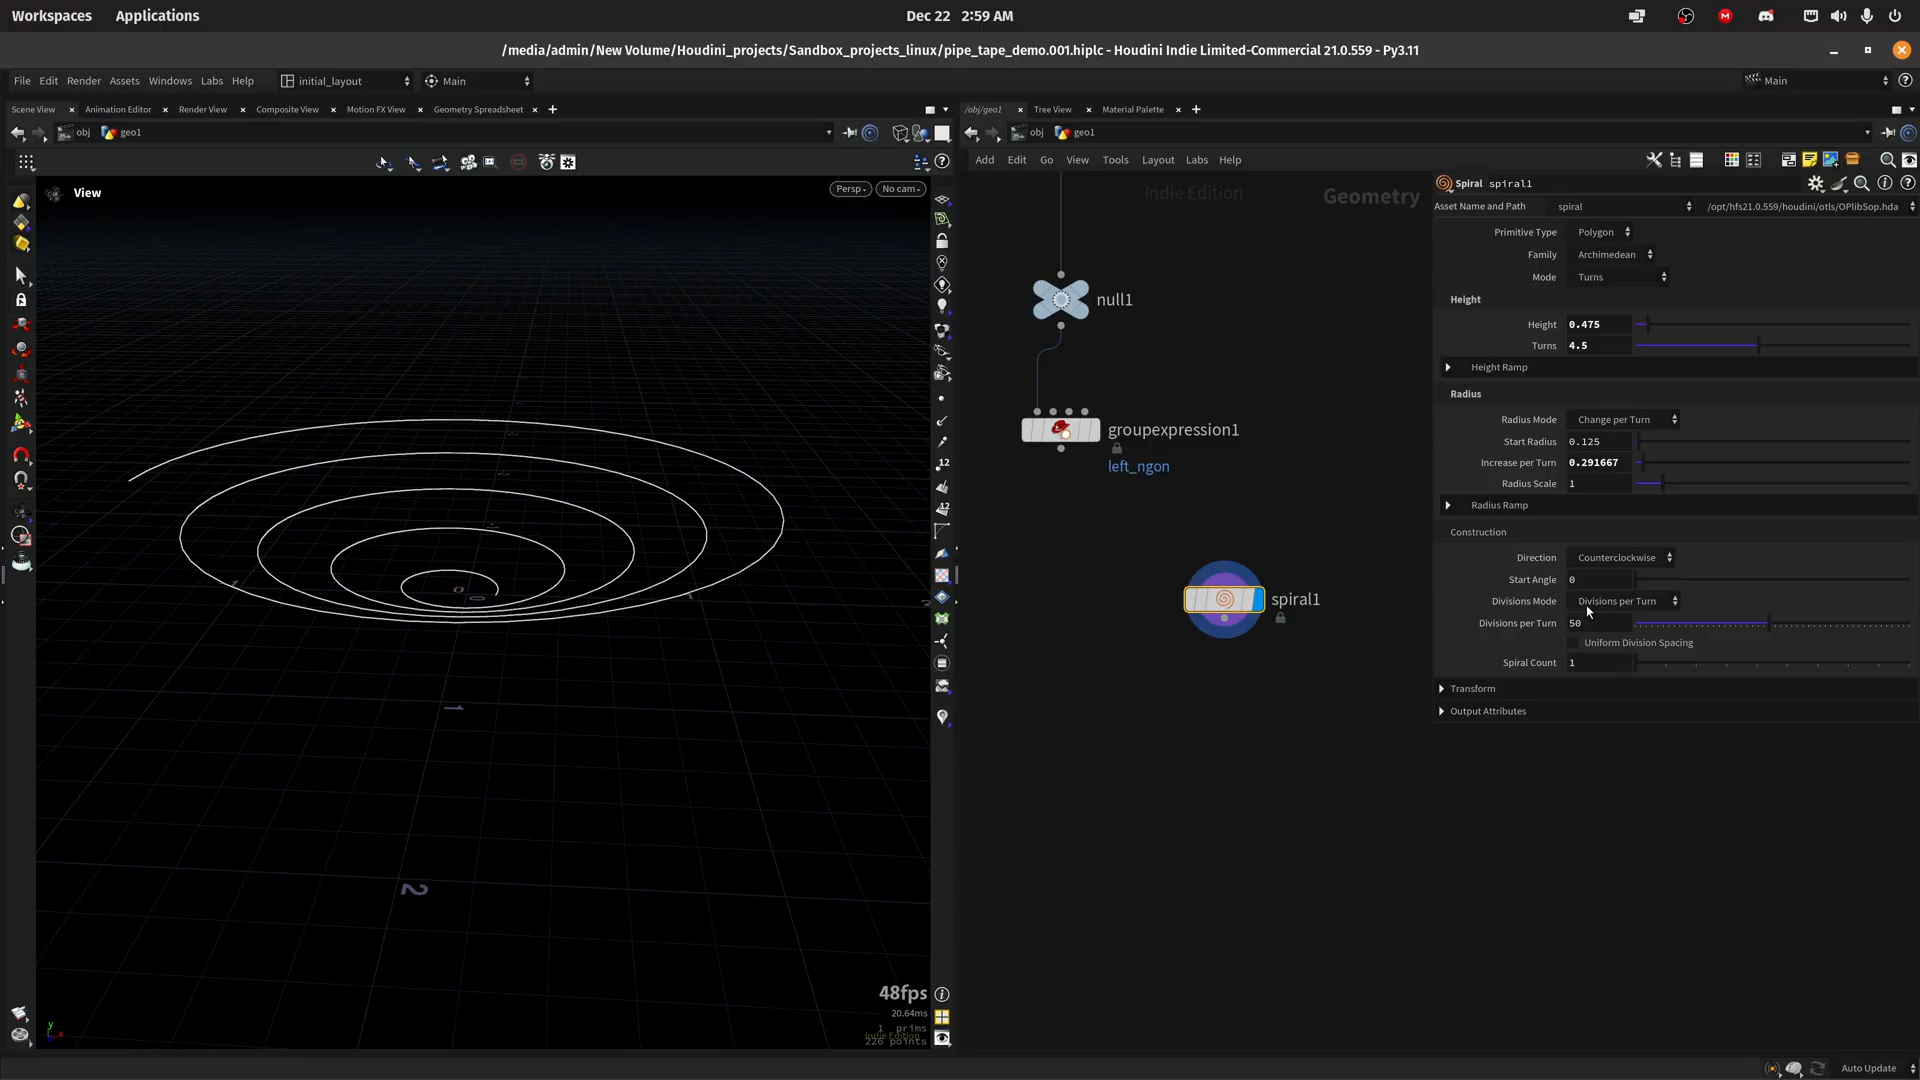 Workspaces Applications Dec 22 2:59 AM
/media/admin/New Volume/Houdini_projects/Sandbox_projects_linux/pipe_tape_demo.001.hiplc - Houdini Indie Limited-Commercial 21.0.559 - Py3.11
File Edit Render Assets Windows Labs Help initial_layout Main Main
Scene View Animation Editor Render View Composite View Motion FX View Geometry Spreadsheet
obj geo1
View
Persp No cam
2
48fps
20.64ms
1 prims
Indie Edition
226 points
/obj/geo1 Tree View Material Palette
obj geo1
Add Edit Go View Tools Layout Labs Help
Indie Edition
Geometry
null1
groupexpression1
left_ngon
spiral1
Spiral spiral1
Asset Name and Path spiral /opt/hfs21.0.559/houdini/otls/OPlibSop.hda
Primitive Type Polygon
Family Archimedean
Mode Turns
Height
Height 0.475
Turns 4.5
Height Ramp
Radius
Radius Mode Change per Turn
Start Radius 0.125
Increase per Turn 0.291667
Radius Scale 1
Radius Ramp
Construction
Direction Counterclockwise
Start Angle 0
Divisions Mode Divisions per Turn
Divisions per Turn 50
Uniform Division Spacing
Spiral Count 1
Transform
Output Attributes
Auto Update